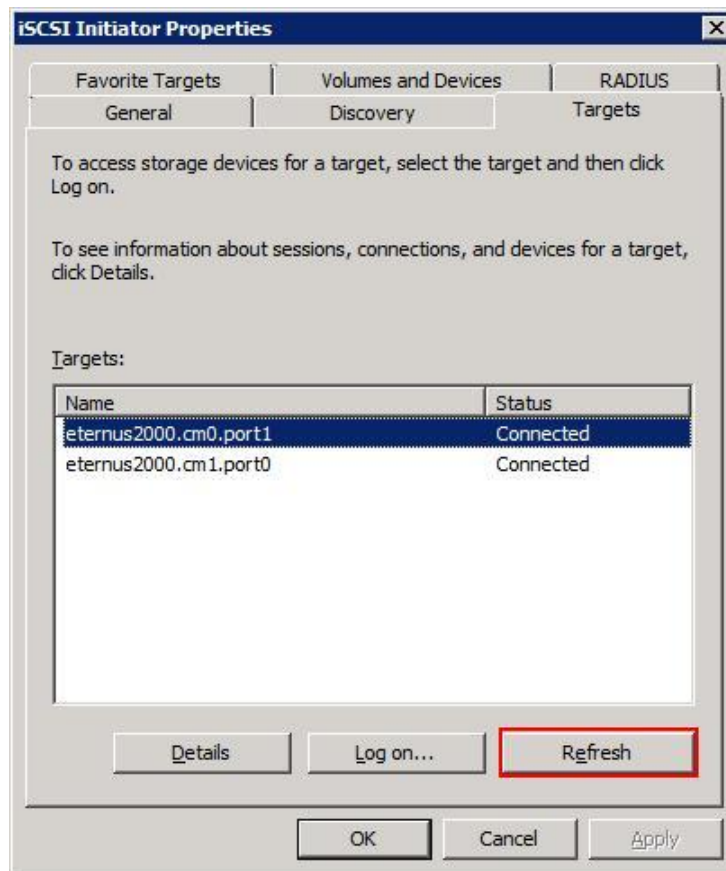 iSCSI Initiator Properties
Favorite Targets Volumes and Devices RADIUS
General Discovery Targets
To access storage devices for a target, select the target and then click
Log on.
To see information about sessions, connections, and devices for a target,
click Details.
Targets:
Name Status
eternus2000.cm0.port1 Connected
eternus2000.cm1.port0 Connected
Details Log on... Refresh
OK Cancel Apply